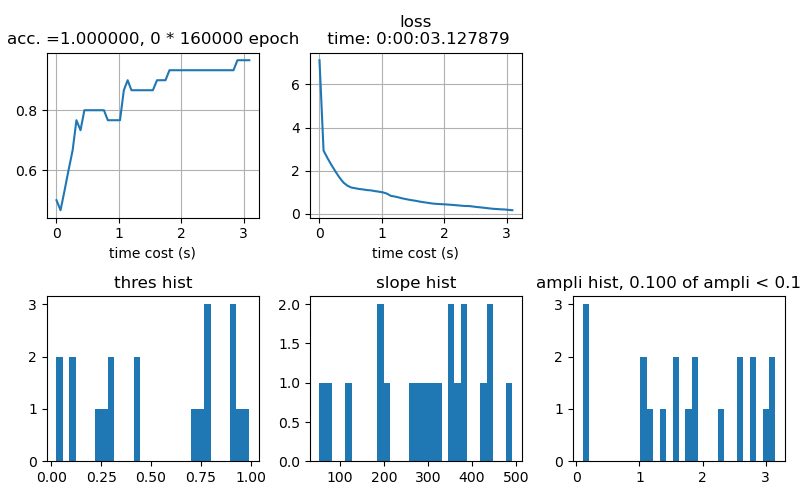 acc. =1.000000, 0 * 160000 epoch
0.8
0.6
0 1 2 3
time cost (s)
loss
time: 0:00:03.127879
6
4
2
0
0 1 2 3
time cost (s)
thres hist
3
2
1
0
0.00 0.25 0.50 0.75 1.00
slope hist
2.0
1.5
1.0
0.5
0.0
100 200 300 400 500
ampli hist, 0.100 of ampli < 0.1
3
2
1
0
0 1 2 3